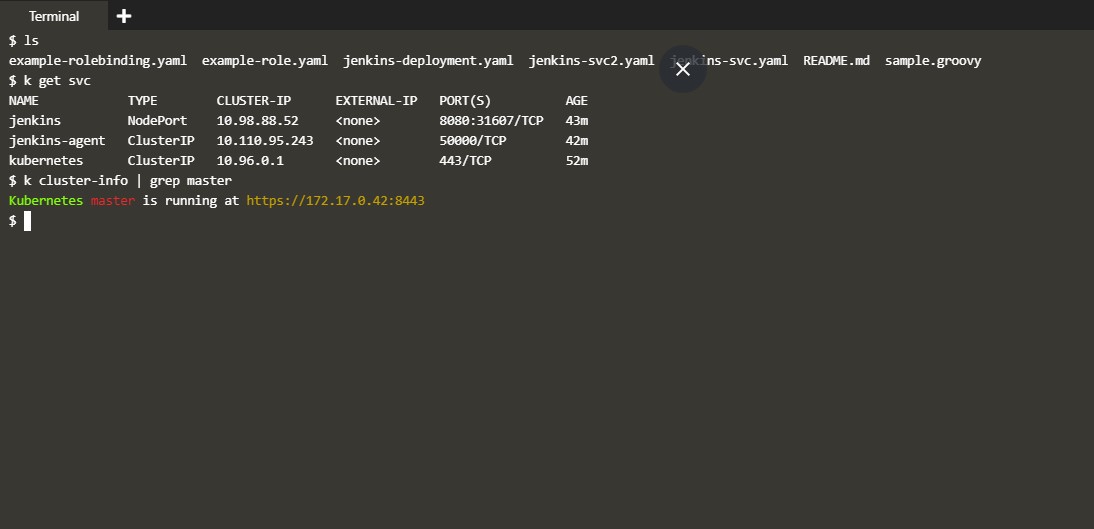 Terminal
$ ls
example-rolebinding.yaml example-role.yaml jenkins-deployment.yaml jenkins-svc2.yaml jenkins-svc.yaml README.md sample.groovy
$ k get svc
NAME TYPE CLUSTER-IP EXTERNAL-IP PORT(S) AGE
jenkins NodePort 10.98.88.52 <none> 8080:31607/TCP 43m
jenkins-agent ClusterIP 10.110.95.243 <none> 50000/TCP 42m
kubernetes ClusterIP 10.96.0.1 <none> 443/TCP 52m
$ k cluster-info | grep master
Kubernetes master is running at https://172.17.0.42:8443
$